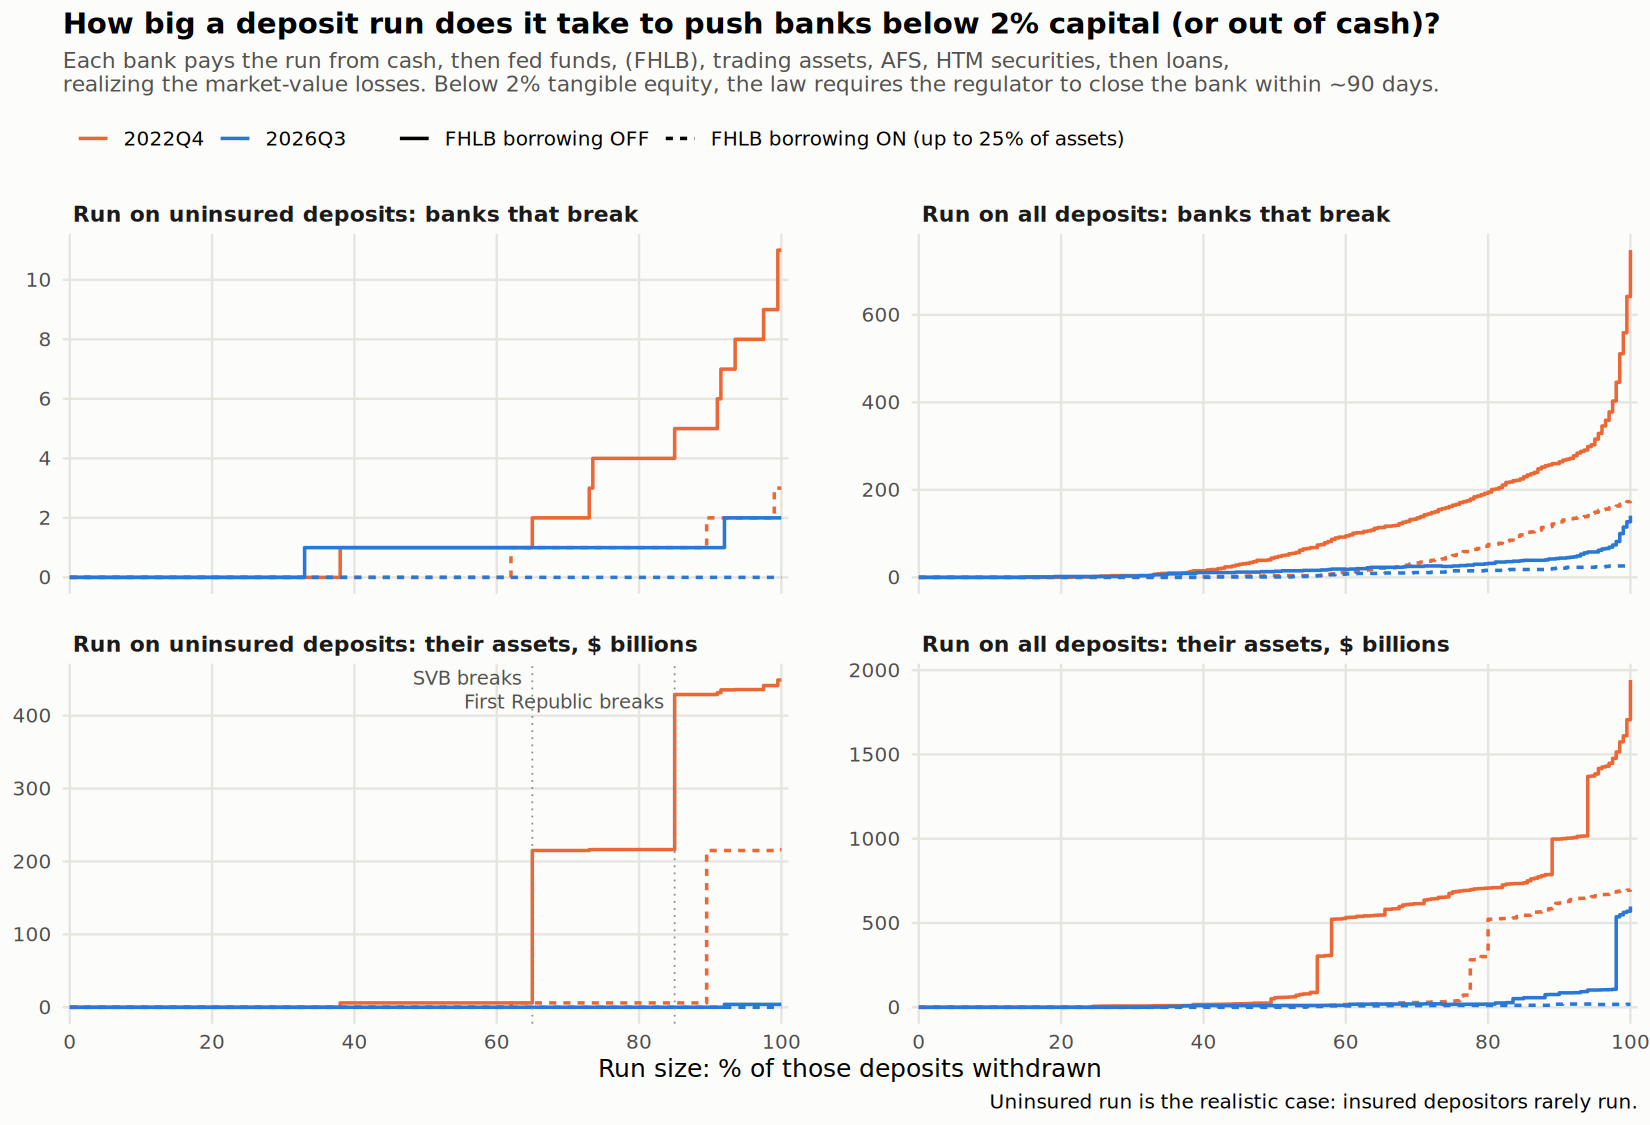 How big a deposit run does it take to push banks below 2% capital (or out of cash)?
Each bank pays the run from cash, then fed funds, (FHLB), trading assets, AFS, HTM securities, then loans,
realizing the market-value losses. Below 2% tangible equity, the law requires the regulator to close the bank within ~90 days.
2022Q4 2026Q3 FHLB borrowing OFF FHLB borrowing ON (up to 25% of assets)
Run on uninsured deposits: banks that break
10
8
6
4
2
0
Run on all deposits: banks that break
600
400
200
0
Run on uninsured deposits: their assets, $ billions
SVB breaks
First Republic breaks
400
300
200
100
0
0 20 40 60 80 100
Run on all deposits: their assets, $ billions
2000
1500
1000
500
0
0 20 40 60 80 100
Run size: % of those deposits withdrawn
Uninsured run is the realistic case: insured depositors rarely run.